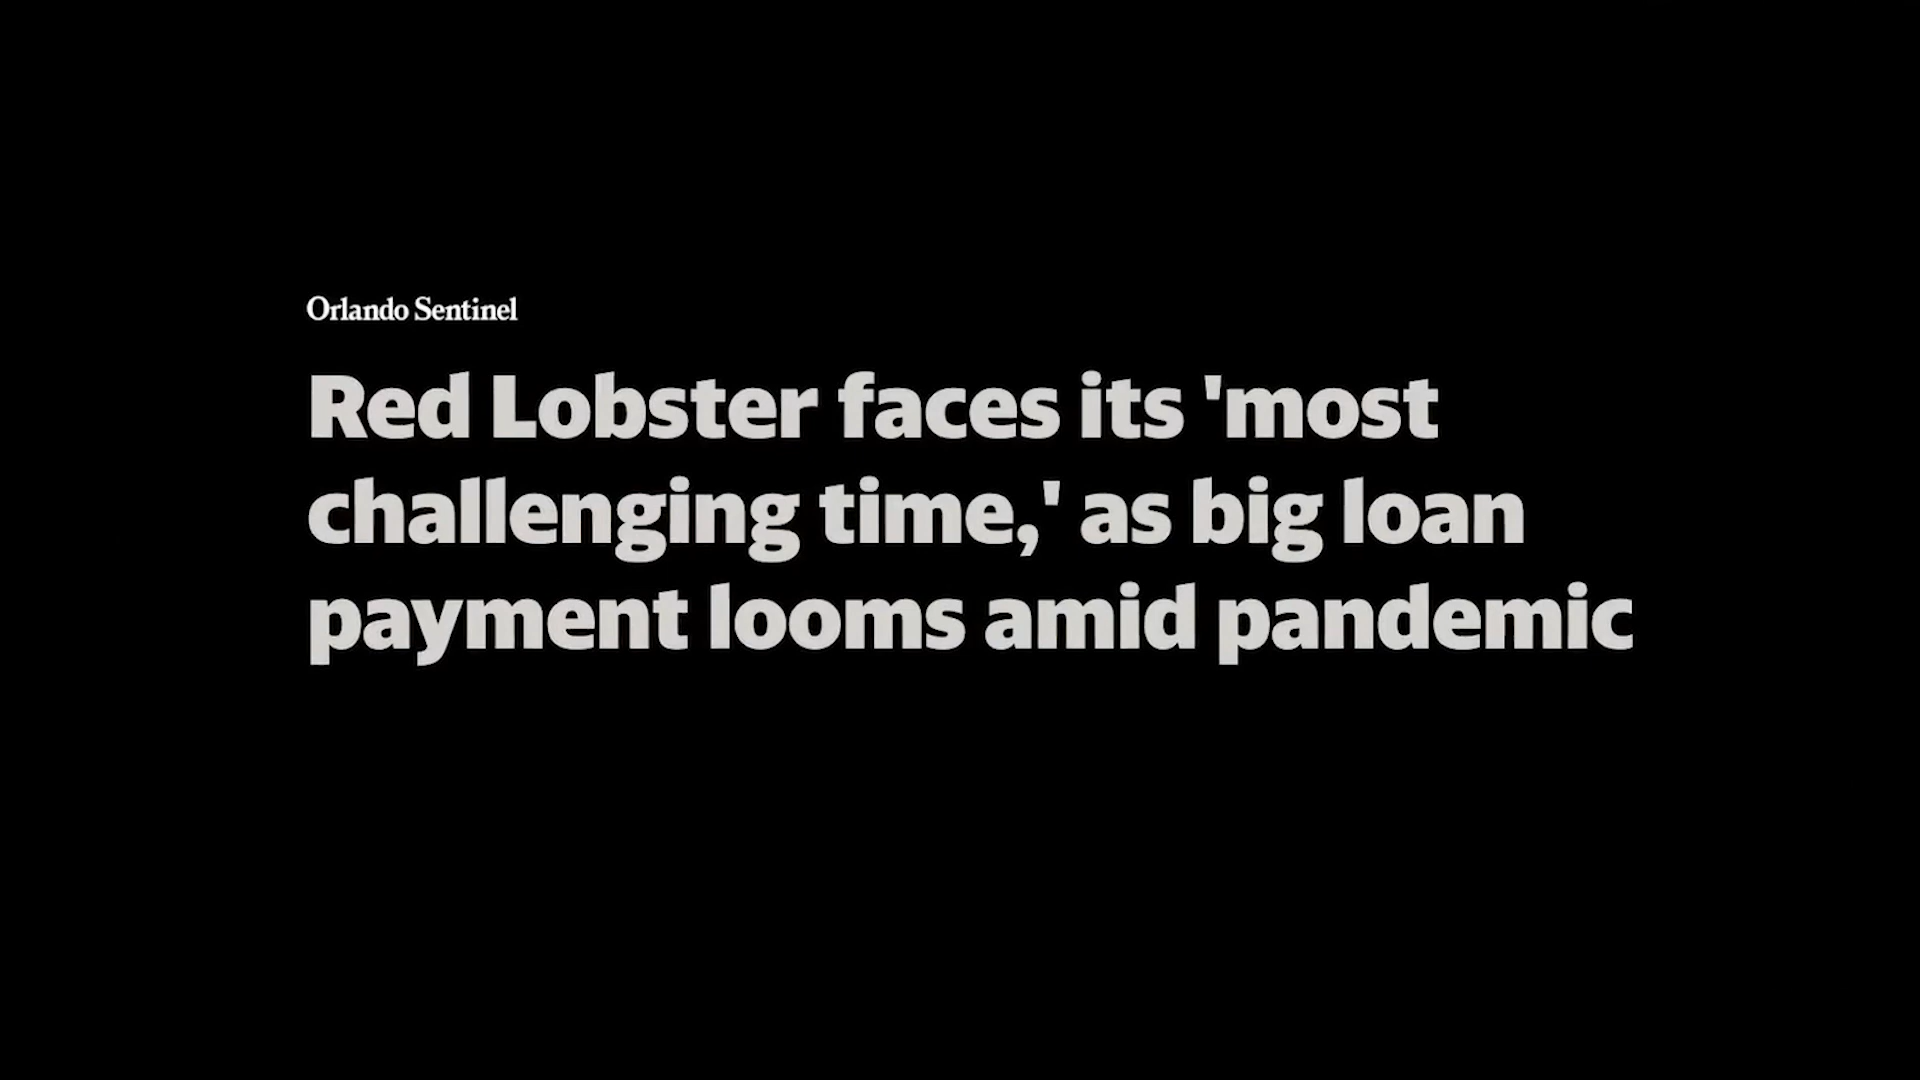 Orlando Sentinel
Red Lobster faces its 'most
challenging time,' as big loan
payment looms amid pandemic